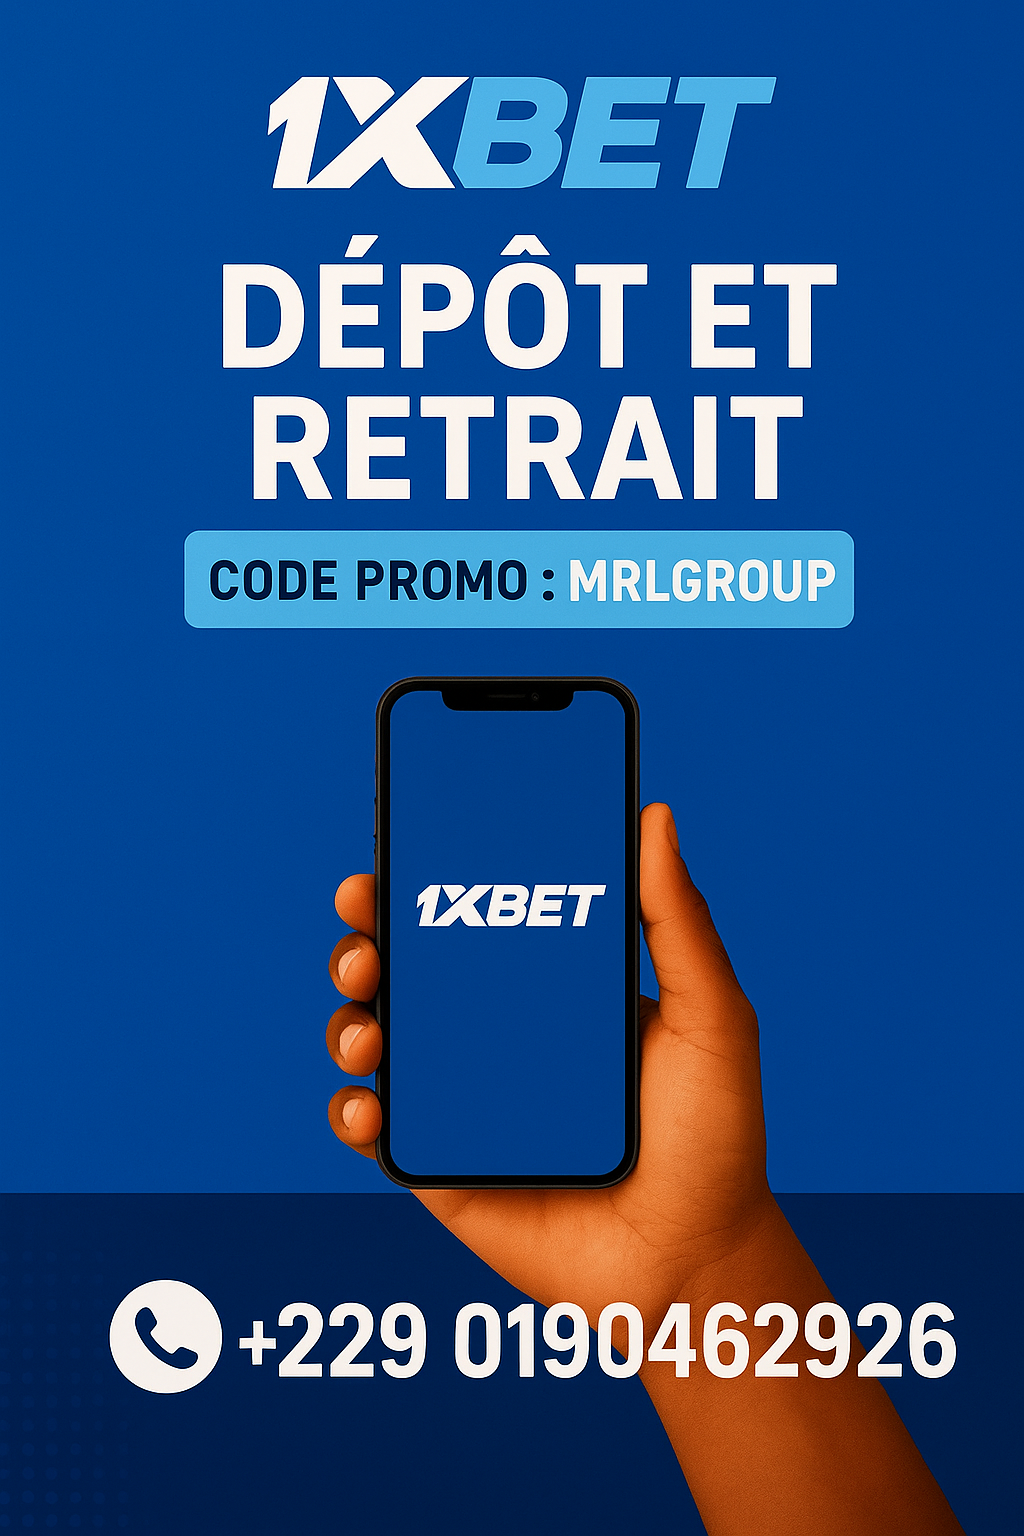 1XBET
DÉPÔT ET
RETRAIT
CODE PROMO : MRLGROUP
1XBET
+229 0190462926